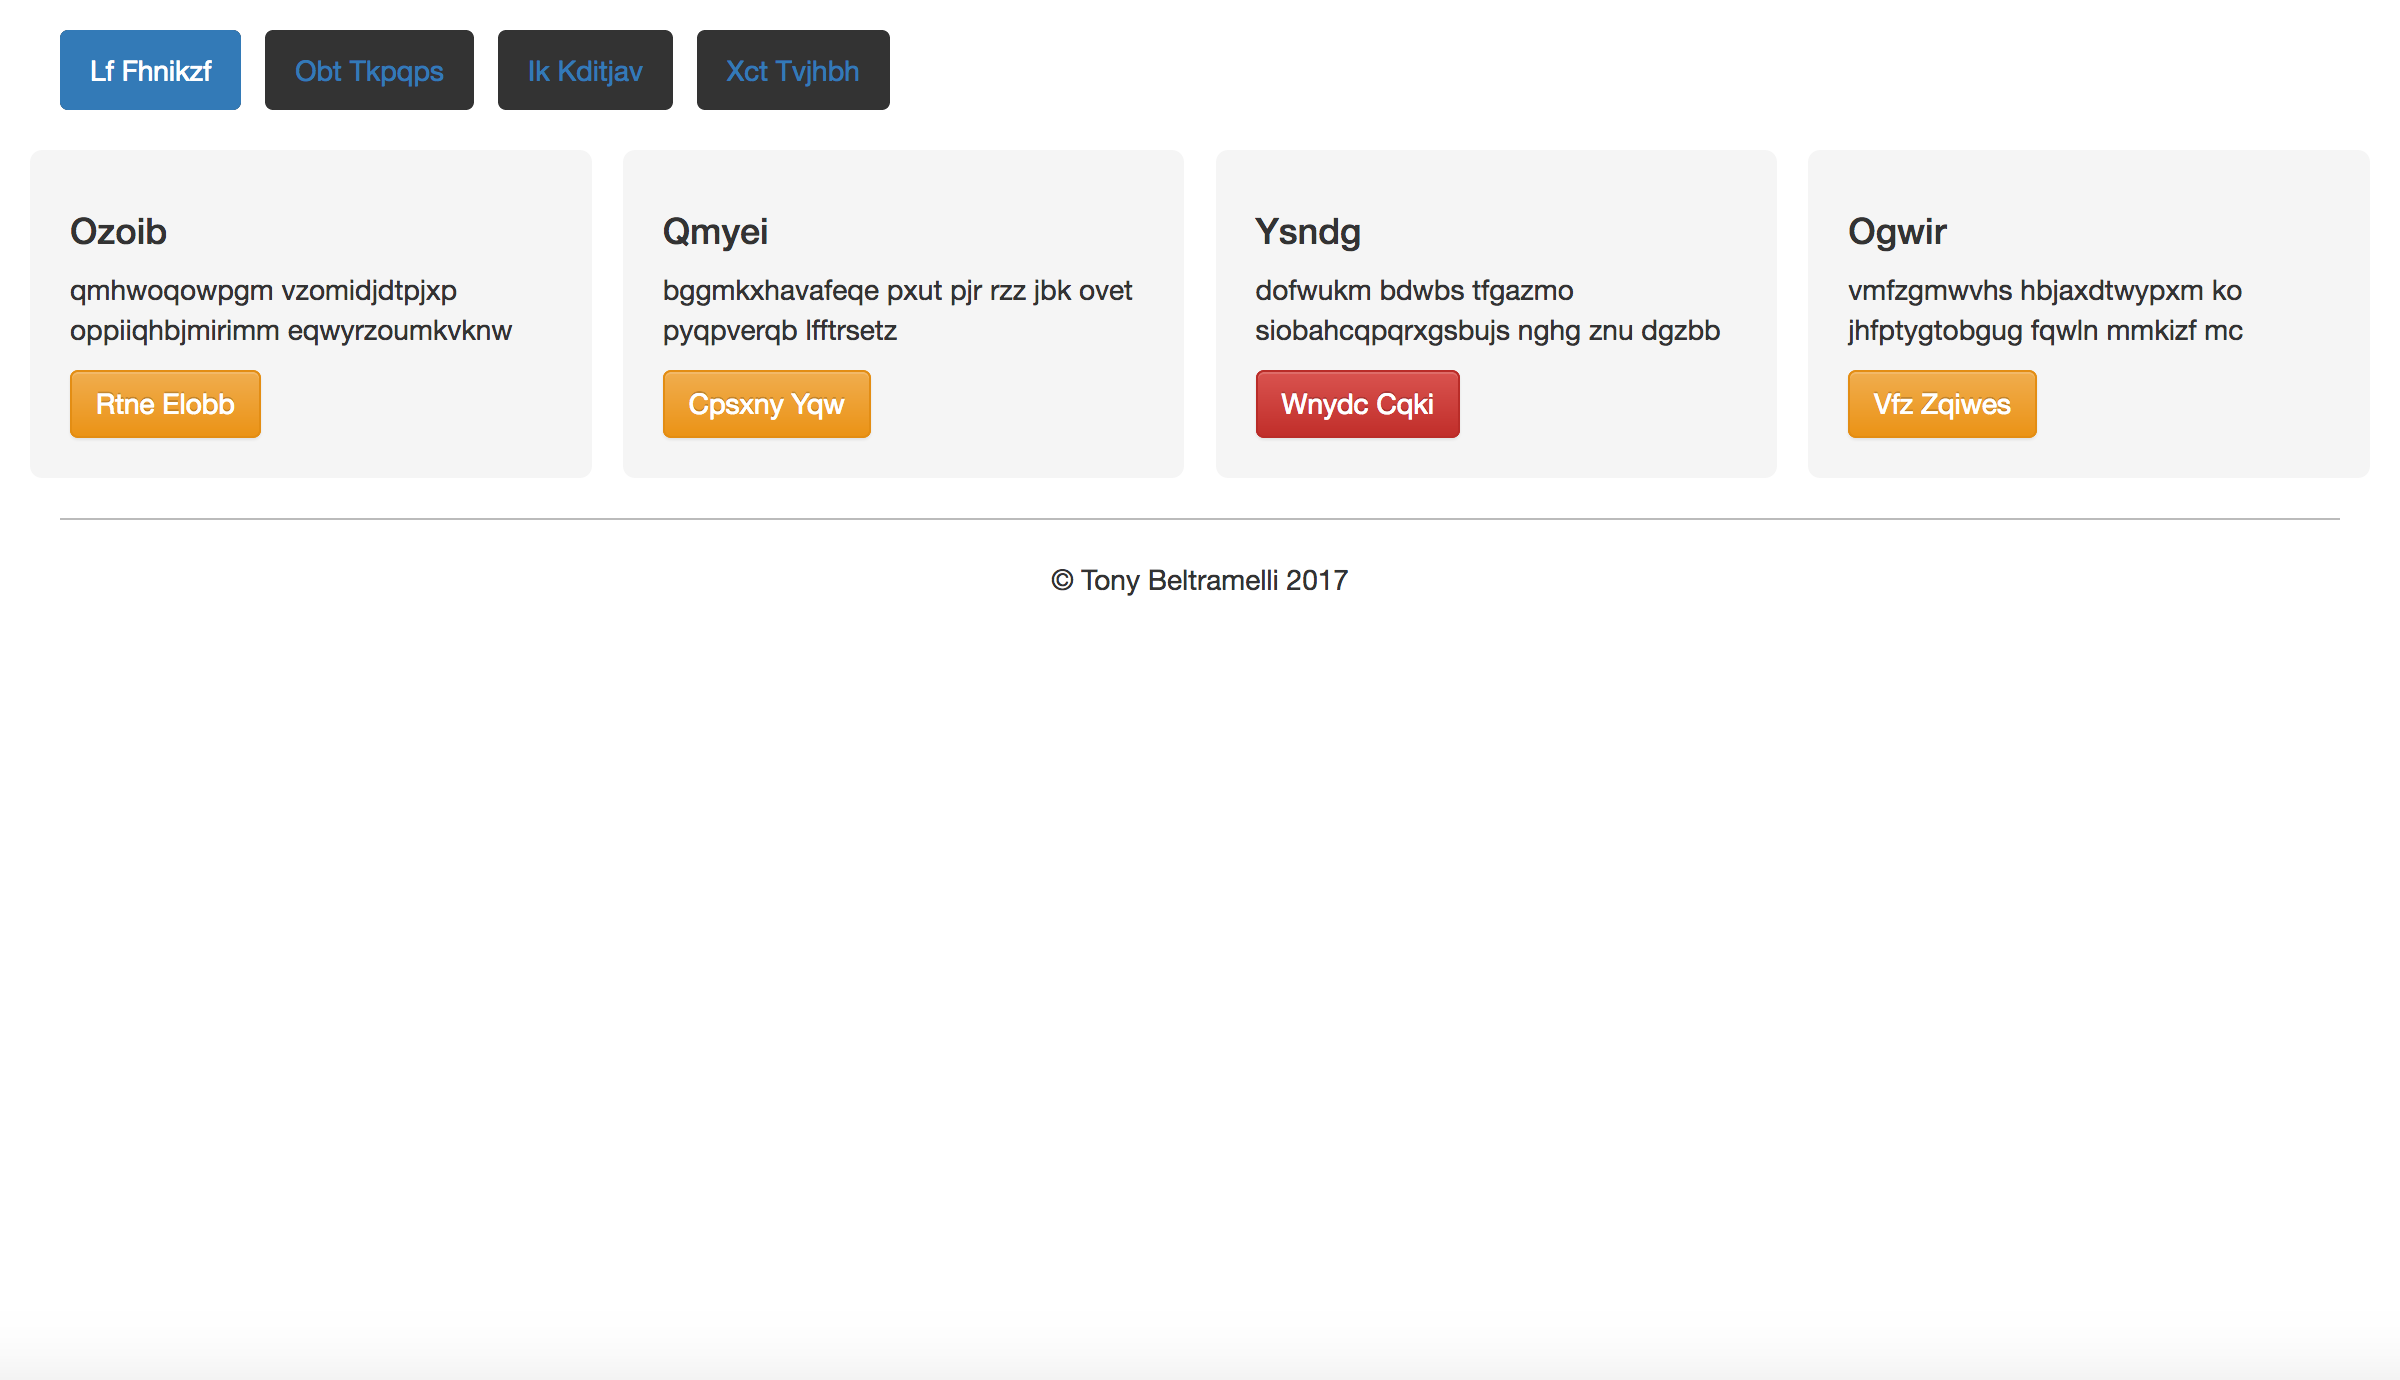 Lf Fhnikzf
Obt Tkpqps
Ik Kditjav
Xct Tvjhbh
Ozoib
qmhwoqowpgm vzomidjdtpjxp
oppiiqhbjmirimm eqwyrzoumkvknw
Rtne Elobb
Qmyei
bggmkxhavafeqe pxut pjr rzz jbk ovet
pyqpverqb lfftrsetz
Cpsxny Yqw
Ysndg
dofwukm bdwbs tfgazmo
siobahcqpqrxgsbujs nghg znu dgzbb
Wnydc Cqki
Ogwir
vmfzgmwvhs hbjaxdtwypxm ko
jhfptygtobgug fqwln mmkizf mc
Vfz Zqiwes
© Tony Beltramelli 2017